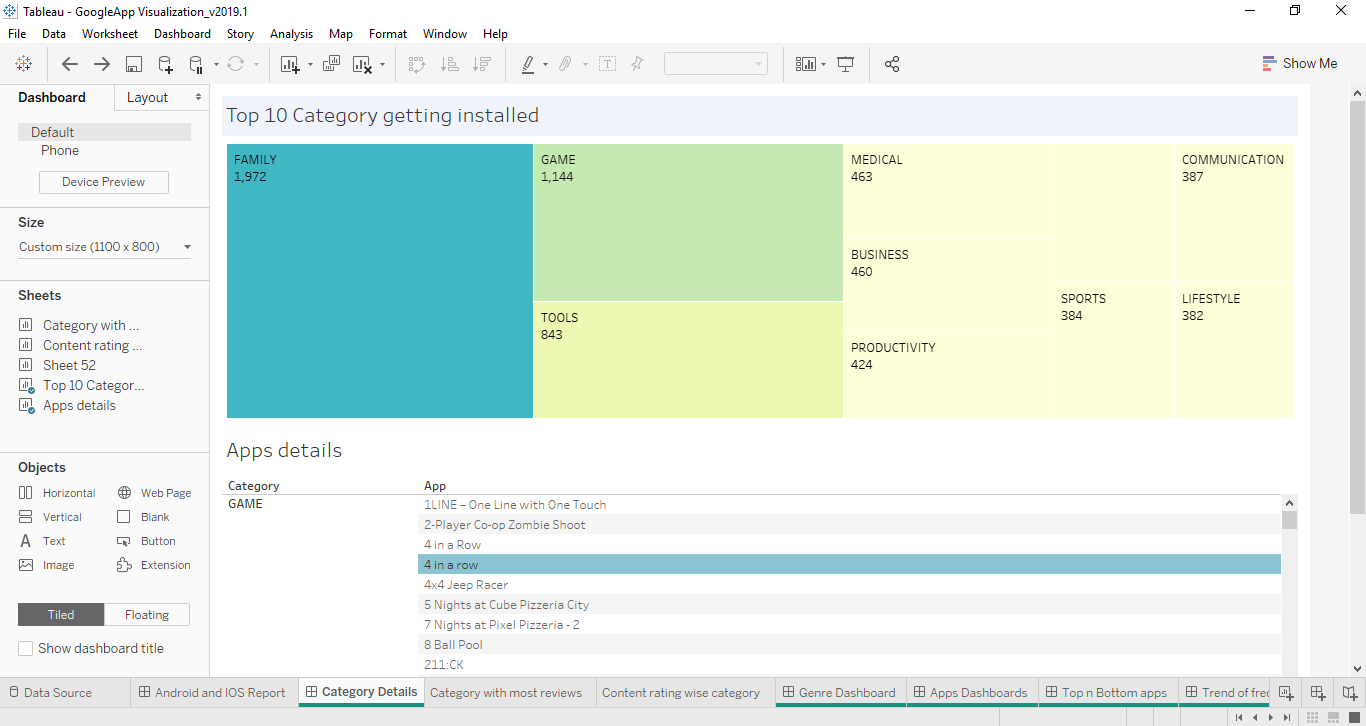 Tableau - GoogleApp Visualization_v2019.1
File Data Worksheet Dashboard Story Analysis Map Format Window Help
Show Me
Dashboard Layout
Default
Phone
Device Preview
Size
Custom size (1100 x 800)
Sheets
Category with ...
Content rating ...
Sheet 52
Top 10 Categor...
Apps details
Objects
Horizontal Web Page
Vertical Blank
Text Button
Image Extension
Tiled Floating
Show dashboard title
Top 10 Category getting installed
FAMILY
1,972
GAME
1,144
TOOLS
843
MEDICAL
463
BUSINESS
460
PRODUCTIVITY
424
COMMUNICATION
387
SPORTS
384
LIFESTYLE
382
Apps details
Category App
GAME 1LINE – One Line with One Touch
2-Player Co-op Zombie Shoot
4 in a Row
4 in a row
4x4 Jeep Racer
5 Nights at Cube Pizzeria City
7 Nights at Pixel Pizzeria - 2
8 Ball Pool
211:CK
Data Source Android and IOS Report Category Details Category with most reviews Content rating wise category Genre Dashboard Apps Dashboards Top n Bottom apps Trend of fre